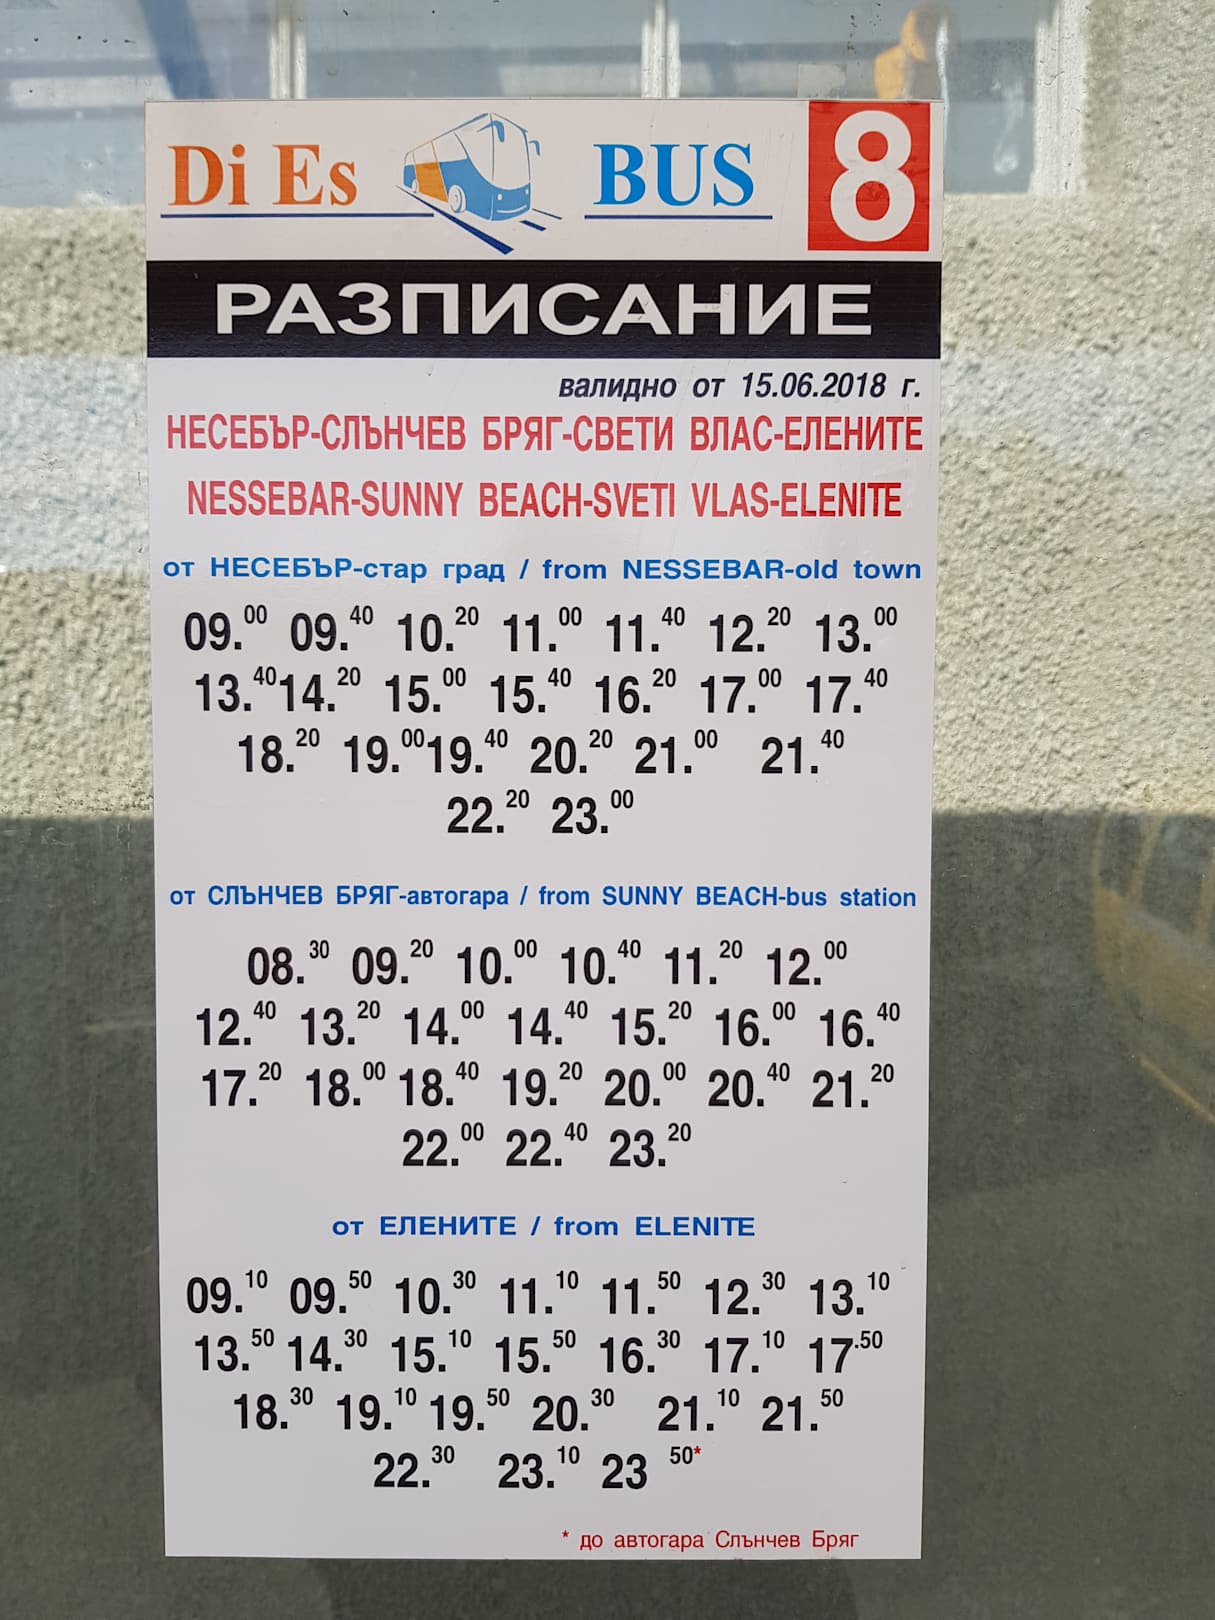 Di Es BUS 8
РАЗПИСАНИЕ
валидно от 15.06.2018 г.
НЕСЕБЪР-СЛЪНЧЕВ БРЯГ-СВЕТИ ВЛАС-ЕЛЕНИТЕ
NESSEBAR-SUNNY BEACH-SVETI VLAS-ELENITE
от НЕСЕБЪР-стар град / from NESSEBAR-old town
09.00 09.40 10.20 11.00 11.40 12.20 13.00
13.40 14.20 15.00 15.40 16.20 17.00 17.40
18.20 19.00 19.40 20.20 21.00 21.40
22.20 23.00
от СЛЪНЧЕВ БРЯГ-автогара / from SUNNY BEACH-bus station
08.30 09.20 10.00 10.40 11.20 12.00
12.40 13.20 14.00 14.40 15.20 16.00 16.40
17.20 18.00 18.40 19.20 20.00 20.40 21.20
22.00 22.40 23.20
от ЕЛЕНИТЕ / from ELENITE
09.10 09.50 10.30 11.10 11.50 12.30 13.10
13.50 14.30 15.10 15.50 16.30 17.10 17.50
18.30 19.10 19.50 20.30 21.10 21.50
22.30 23.10 23 50*
* до автогара Слънчев Бряг